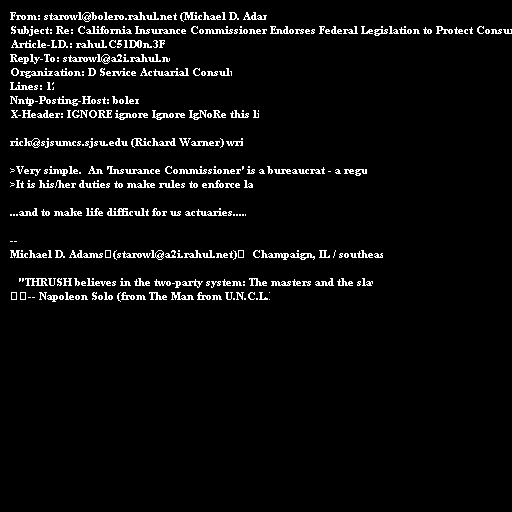 From: starowl@bolero.rahul.net (Michael D. Adar
Subject: Re: California Insurance Commissioner Endorses Federal Legislation to Protect Consu
Article-I.D.: rahul.C51D0n.3F
Reply-To: starowl@a2i.rahul.n
Organization: D Service Actuarial Consul
Lines: 1
Nntp-Posting-Host: boler
X-Header: IGNORE ignore Ignore IgNoRe this li

rick@sjsumcs.sjsu.edu (Richard Warner) wri

>Very simple. An 'Insurance Commissioner' is a bureaucrat - a regu
>It is his/her duties to make rules to enforce la

...and to make life difficult for us actuaries.....

--
Michael D. Adams (starowl@a2i.rahul.net) Champaign, IL / southeas

"THRUSH believes in the two-party system: The masters and the slav
-- Napoleon Solo (from The Man from U.N.C.L.